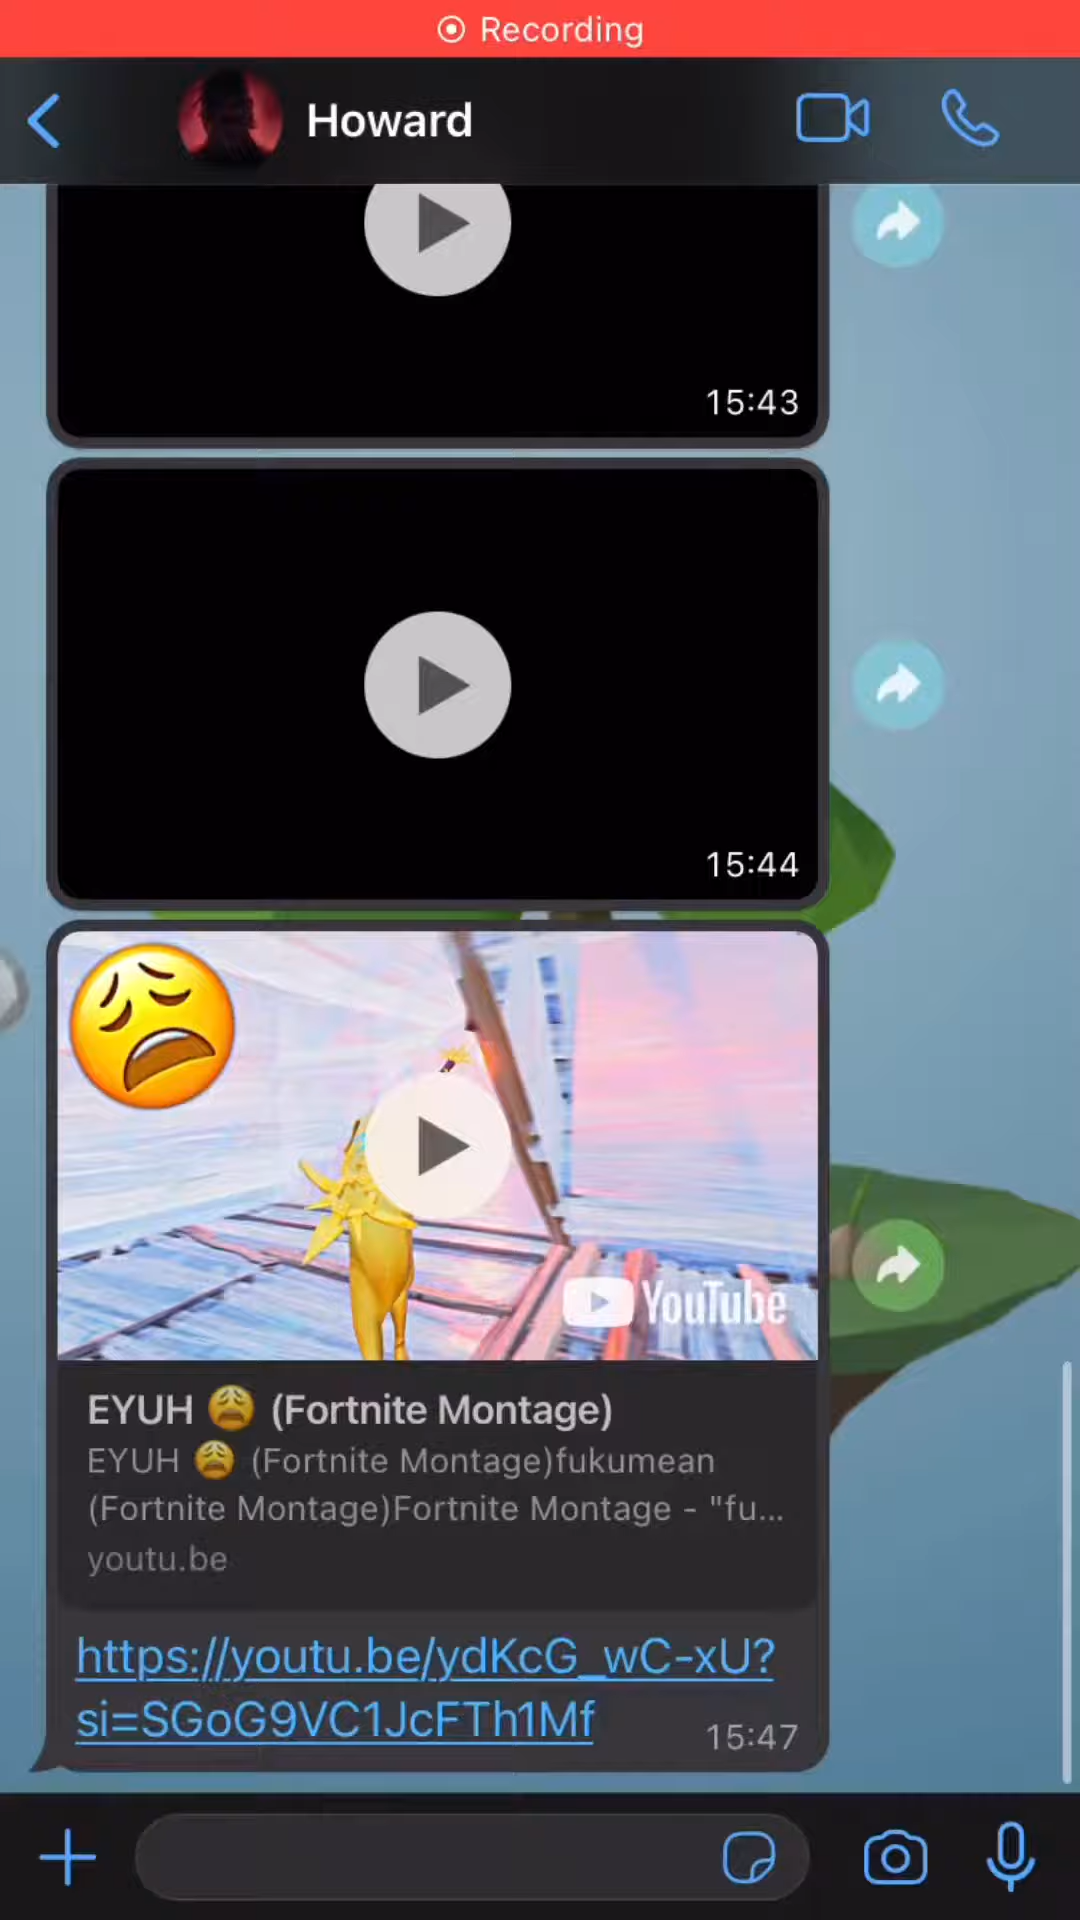 Recording
Howard
15:43
15:44
YouTube
EYUH 😩 (Fortnite Montage)
EYUH 😩 (Fortnite Montage)fukumean
(Fortnite Montage)Fortnite Montage - "fu...
youtu.be
https://youtu.be/ydKcG_wC-xU?
si=SGoG9VC1JcFTh1Mf
15:47